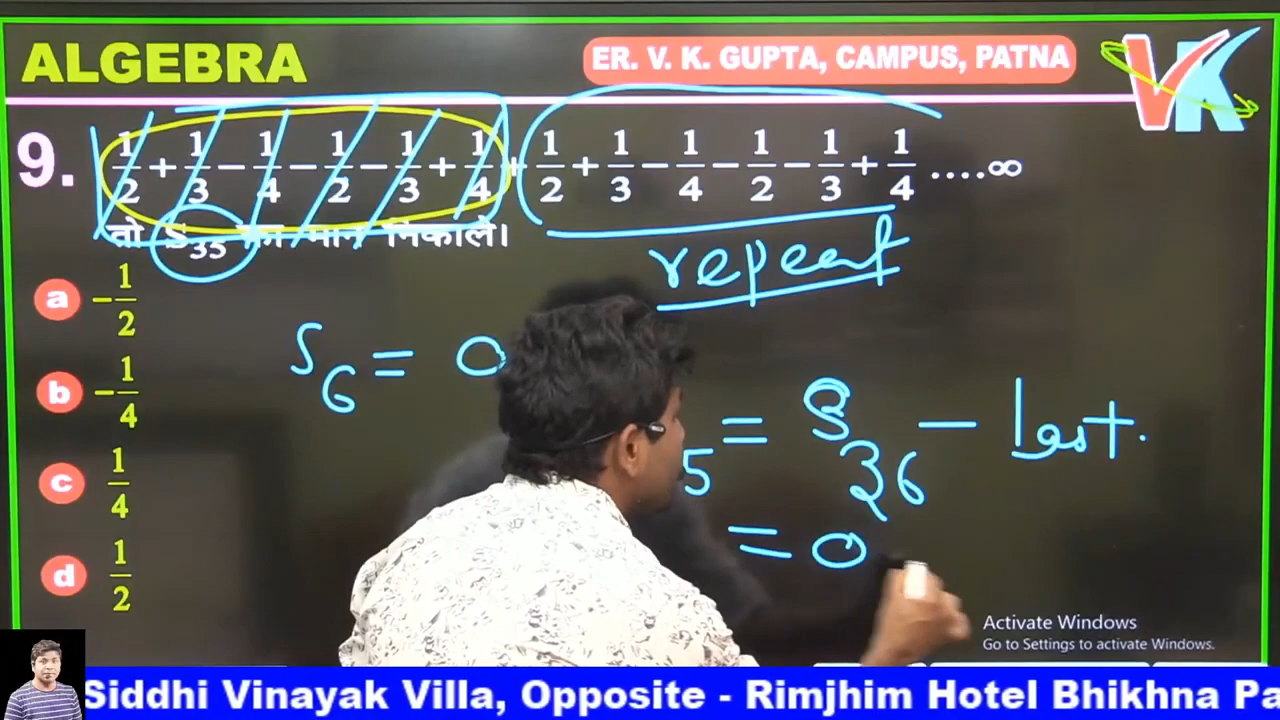 ALGEBRA
ER. V. K. GUPTA, CAMPUS, PATNA
VK
9. 1/2 + 1/3 − 1/4 − 1/2 − 1/3 + 1/4 + 1/2 + 1/3 − 1/4 − 1/2 − 1/3 + 1/4 ....∞
तो S35 का मान निकालें।
repeat
a −1/2
b −1/4
c 1/4
d 1/2
S6 = 0
5 = S36 − last.
= 0
Activate Windows
Go to Settings to activate Windows.
Siddhi Vinayak Villa, Opposite - Rimjhim Hotel Bhikhna Pa